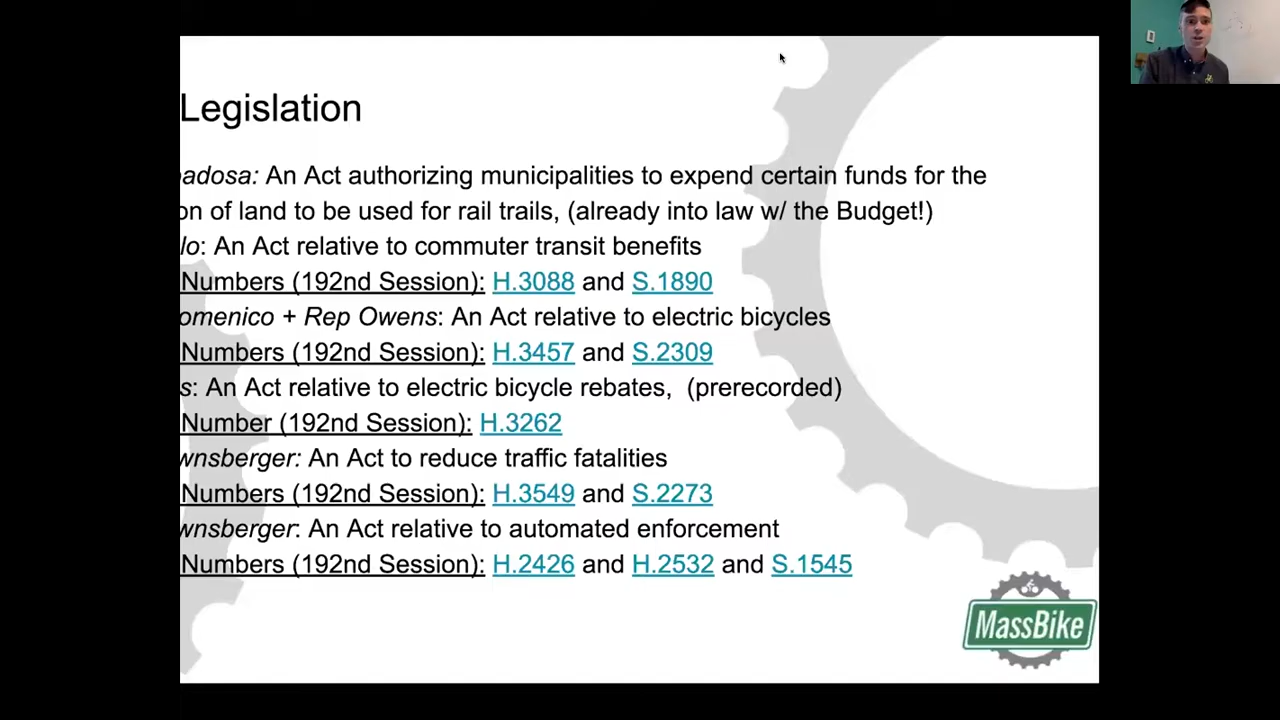 Legislation
adosa: An Act authorizing municipalities to expend certain funds for the
on of land to be used for rail trails, (already into law w/ the Budget!)
lo: An Act relative to commuter transit benefits
Numbers (192nd Session): H.3088 and S.1890
omenico + Rep Owens: An Act relative to electric bicycles
Numbers (192nd Session): H.3457 and S.2309
s: An Act relative to electric bicycle rebates, (prerecorded)
Number (192nd Session): H.3262
wnsberger: An Act to reduce traffic fatalities
Numbers (192nd Session): H.3549 and S.2273
wnsberger: An Act relative to automated enforcement
Numbers (192nd Session): H.2426 and H.2532 and S.1545
MassBike